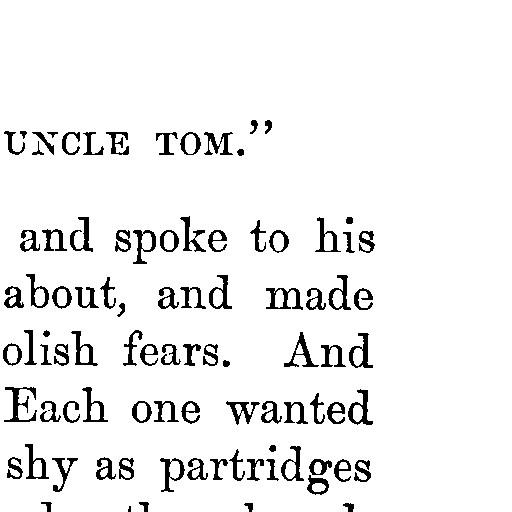 UNCLE TOM.”
and spoke to his
about, and made
olish fears. And
Each one wanted
shy as partridges